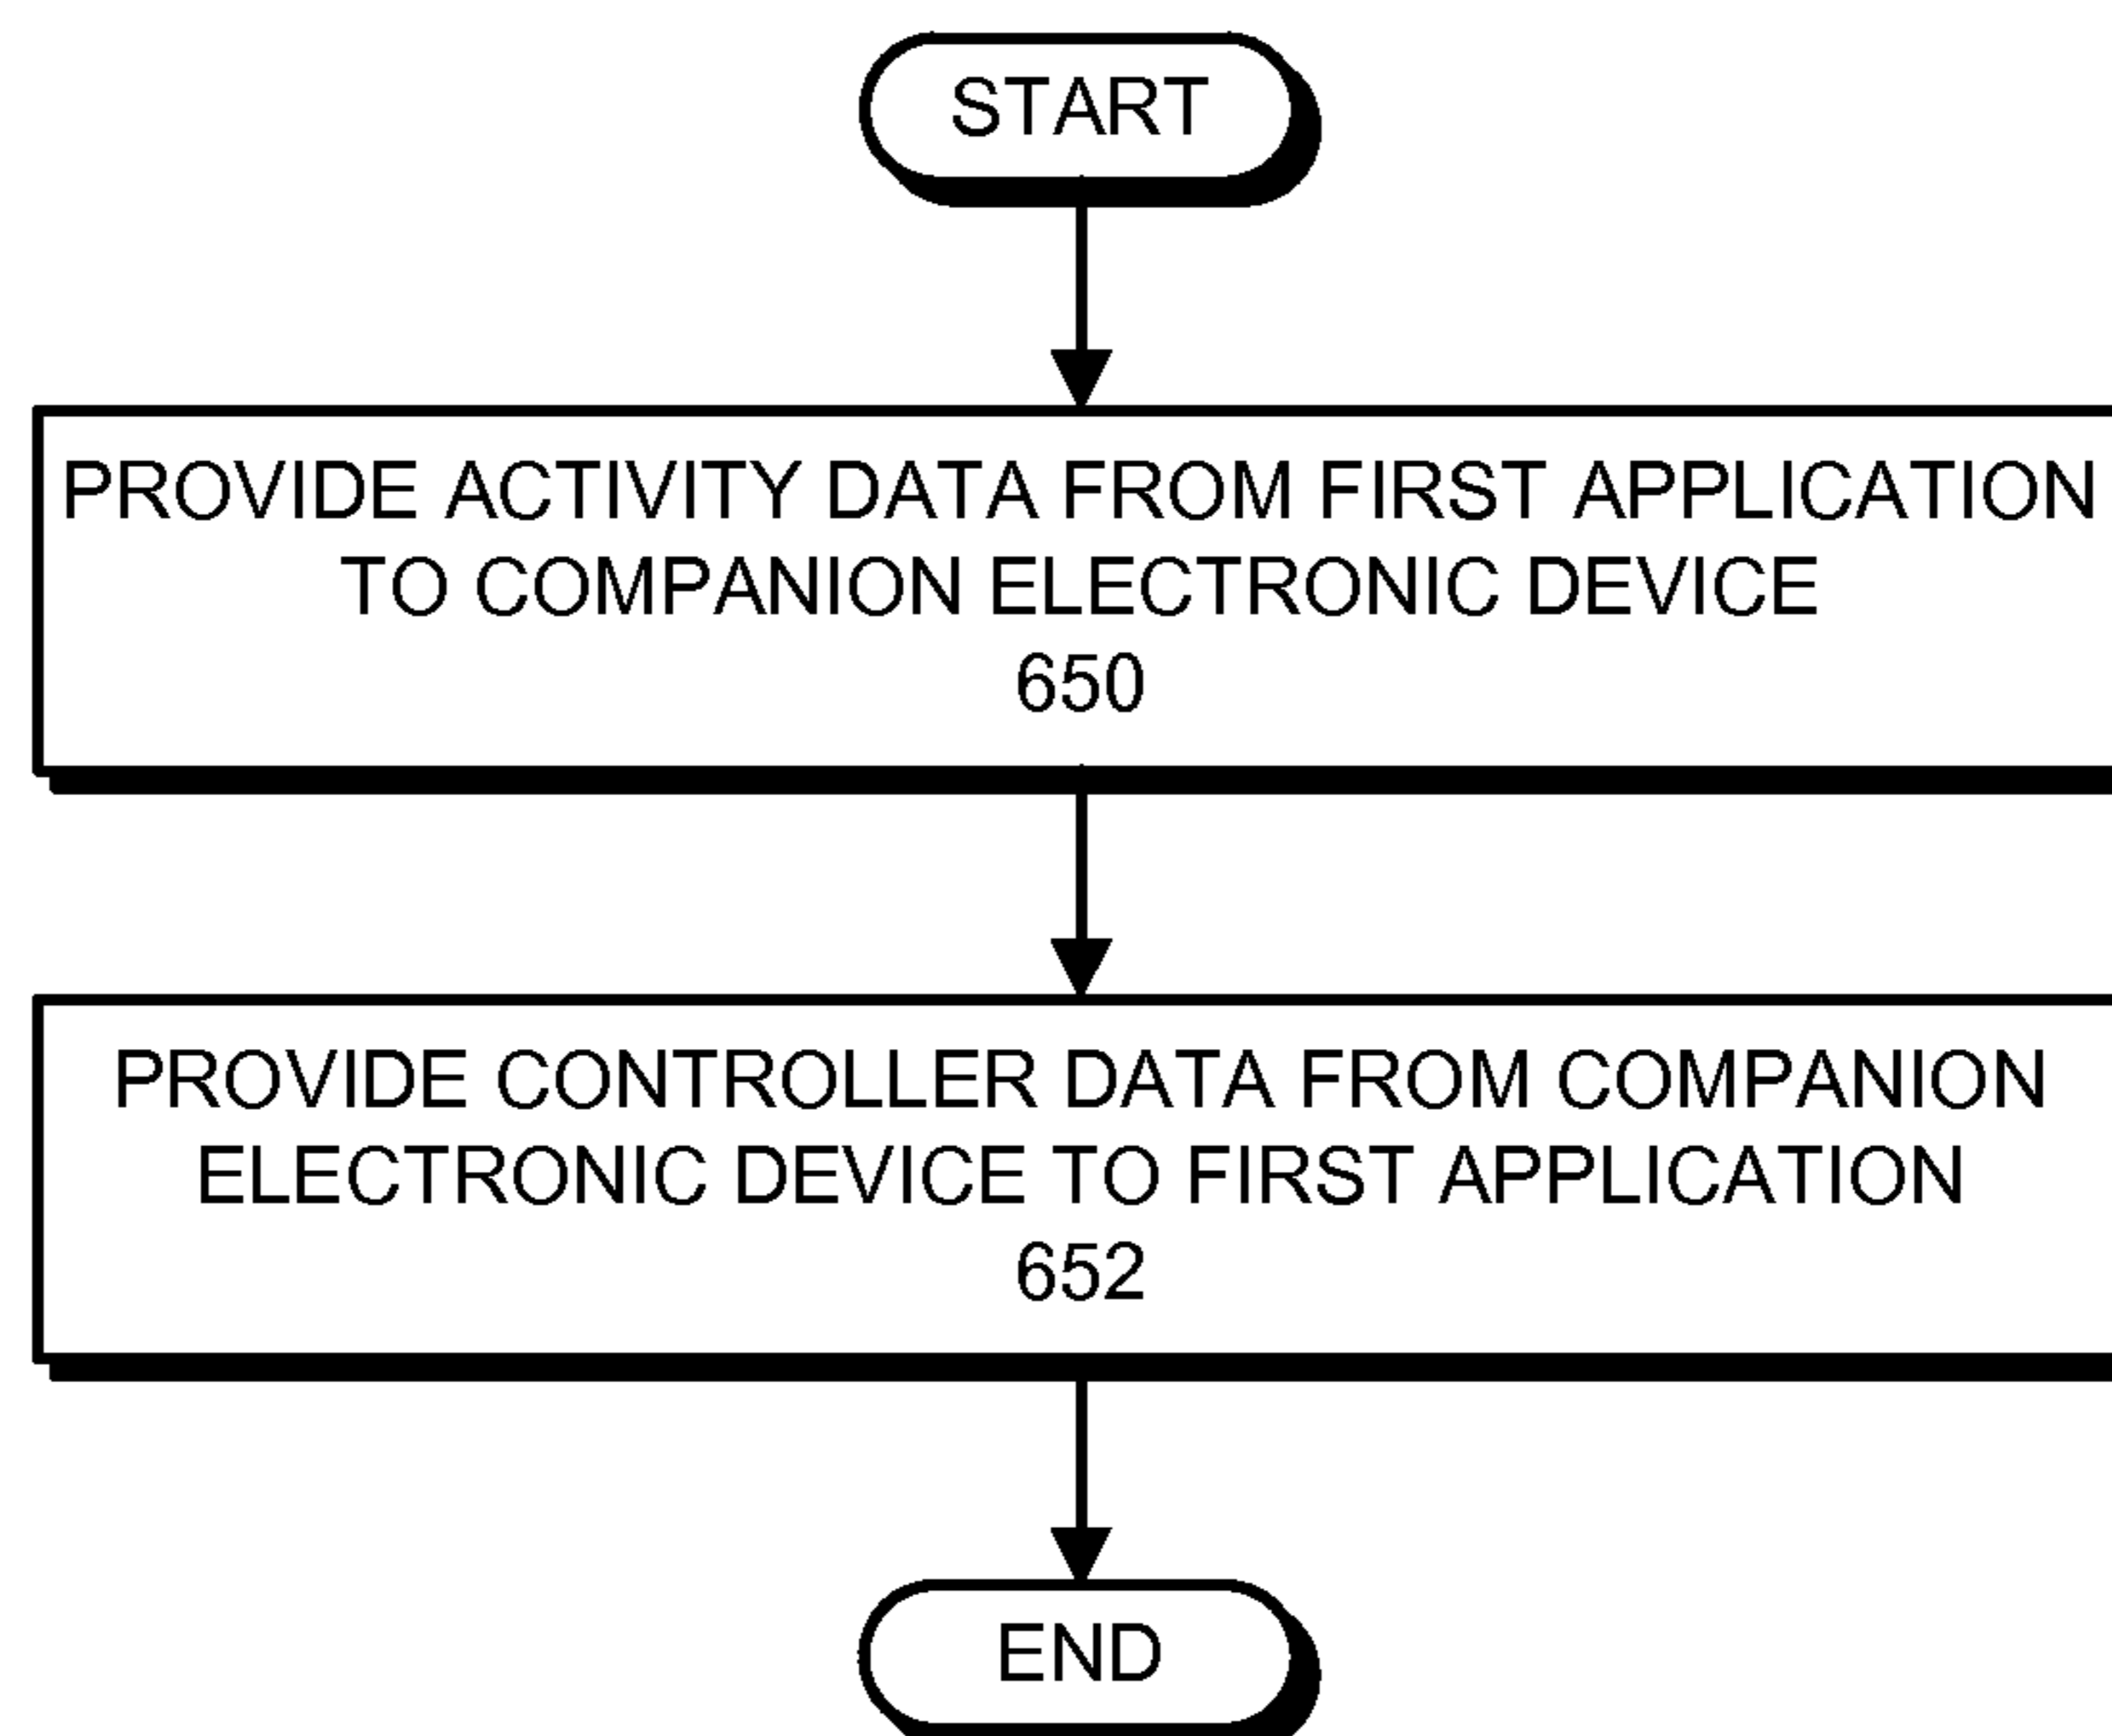 START
PROVIDE ACTIVITY DATA FROM FIRST APPLICATION
TO COMPANION ELECTRONIC DEVICE
650
PROVIDE CONTROLLER DATA FROM COMPANION
ELECTRONIC DEVICE TO FIRST APPLICATION
652
END